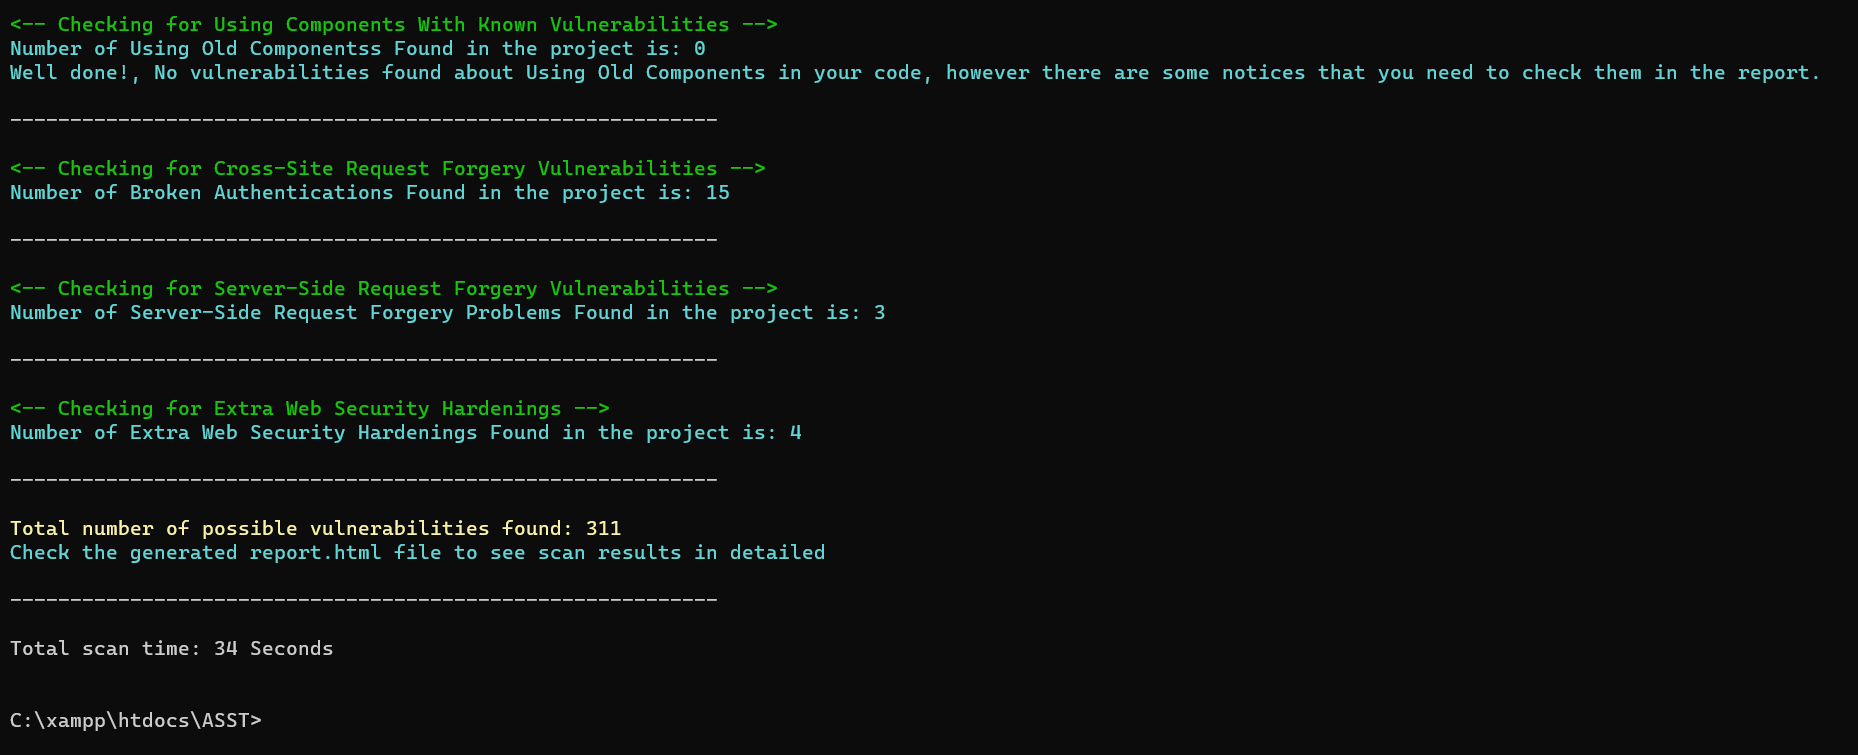 <-- Checking for Using Components With Known Vulnerabilities -->
Number of Using Old Componentss Found in the project is: 0
Well done!, No vulnerabilities found about Using Old Components in your code, however there are some notices that you need to check them in the report.
-----------------------------------------------------------
<-- Checking for Cross-Site Request Forgery Vulnerabilities -->
Number of Broken Authentications Found in the project is: 15
-----------------------------------------------------------
<-- Checking for Server-Side Request Forgery Vulnerabilities -->
Number of Server-Side Request Forgery Problems Found in the project is: 3
-----------------------------------------------------------
<-- Checking for Extra Web Security Hardenings -->
Number of Extra Web Security Hardenings Found in the project is: 4
-----------------------------------------------------------
Total number of possible vulnerabilities found: 311
Check the generated report.html file to see scan results in detailed
-----------------------------------------------------------
Total scan time: 34 Seconds
C:\xampp\htdocs\ASST>